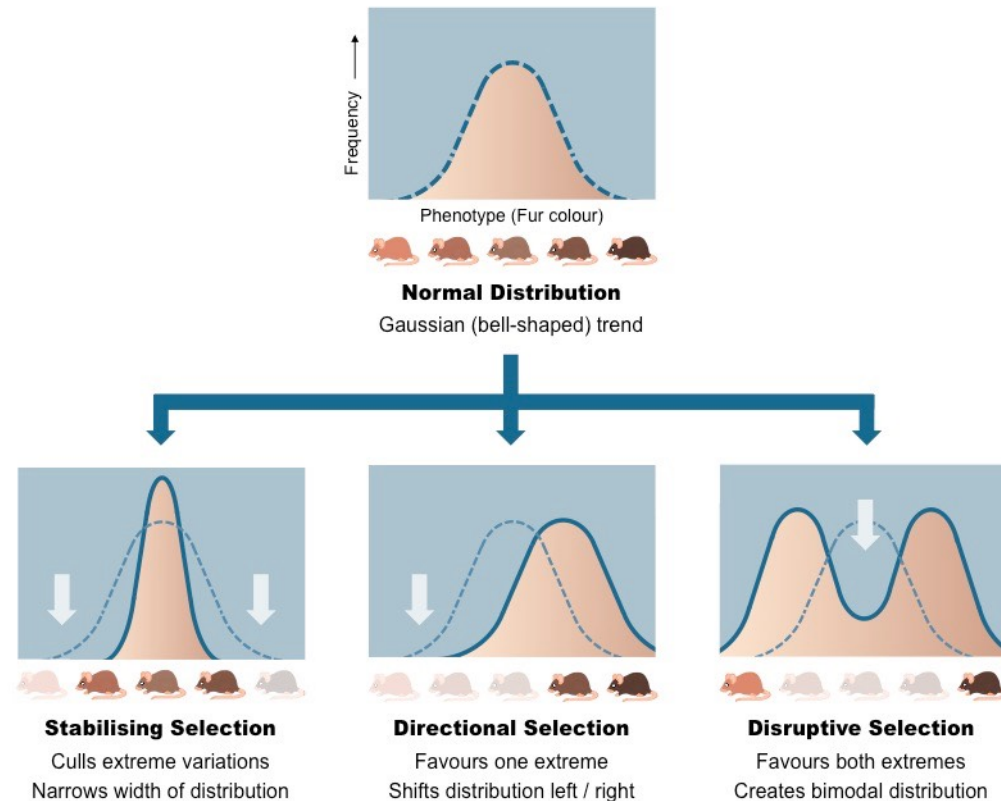 Frequency
Phenotype (Fur colour)
Normal Distribution
Gaussian (bell-shaped) trend
Stabilising Selection
Culls extreme variations
Narrows width of distribution
Directional Selection
Favours one extreme
Shifts distribution left / right
Disruptive Selection
Favours both extremes
Creates bimodal distribution